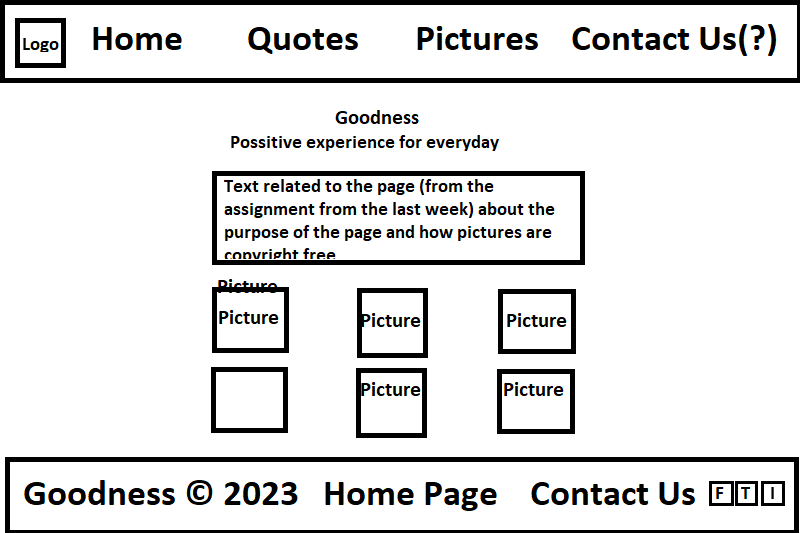 Logo Home Quotes Pictures Contact Us(?)
Goodness
Possitive experience for everyday
Text related to the page (from the
assignment from the last week) about the
purpose of the page and how pictures are
copyright free
Picture
Picture Picture Picture
Picture Picture
Goodness © 2023 Home Page Contact Us F T I